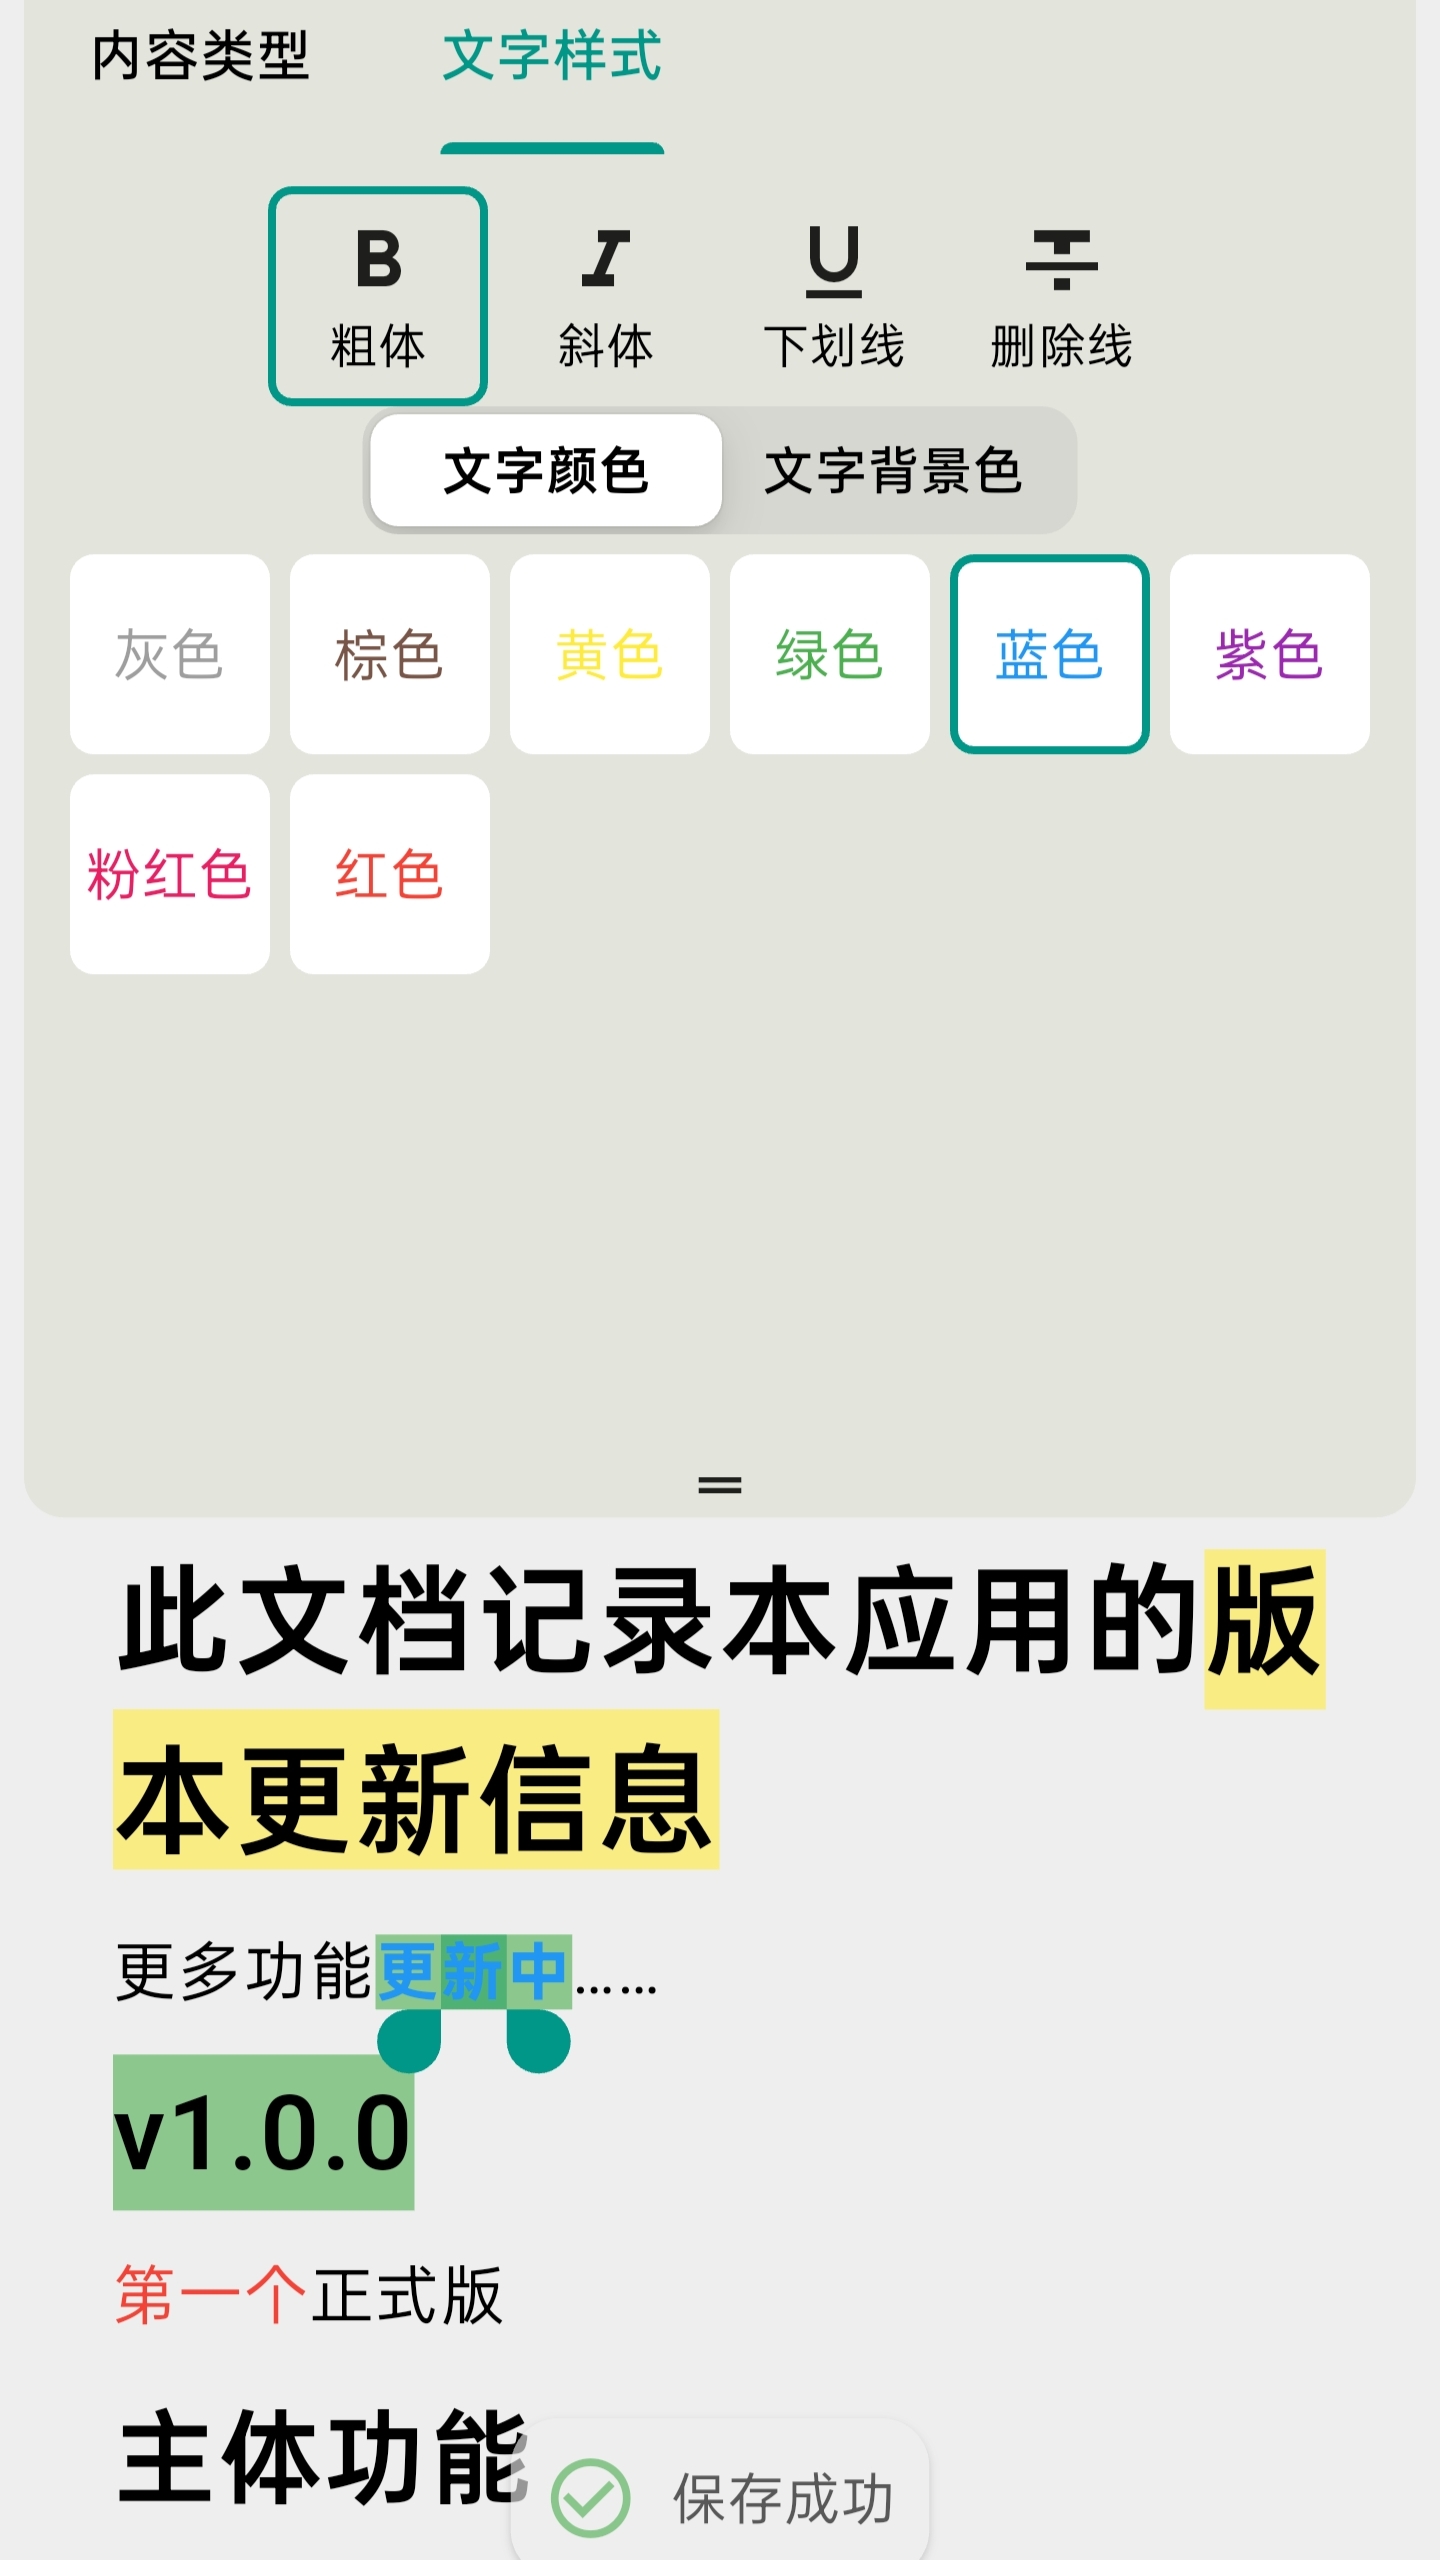 内容类型 文字样式
B I U T
粗体 斜体 下划线 删除线
文字颜色 文字背景色
灰色 棕色 黄色 绿色 蓝色 紫色
粉红色 红色
此文档记录本应用的版
本更新信息
更多功能更新中……
v1.0.0
第一个正式版
主体功能
保存成功